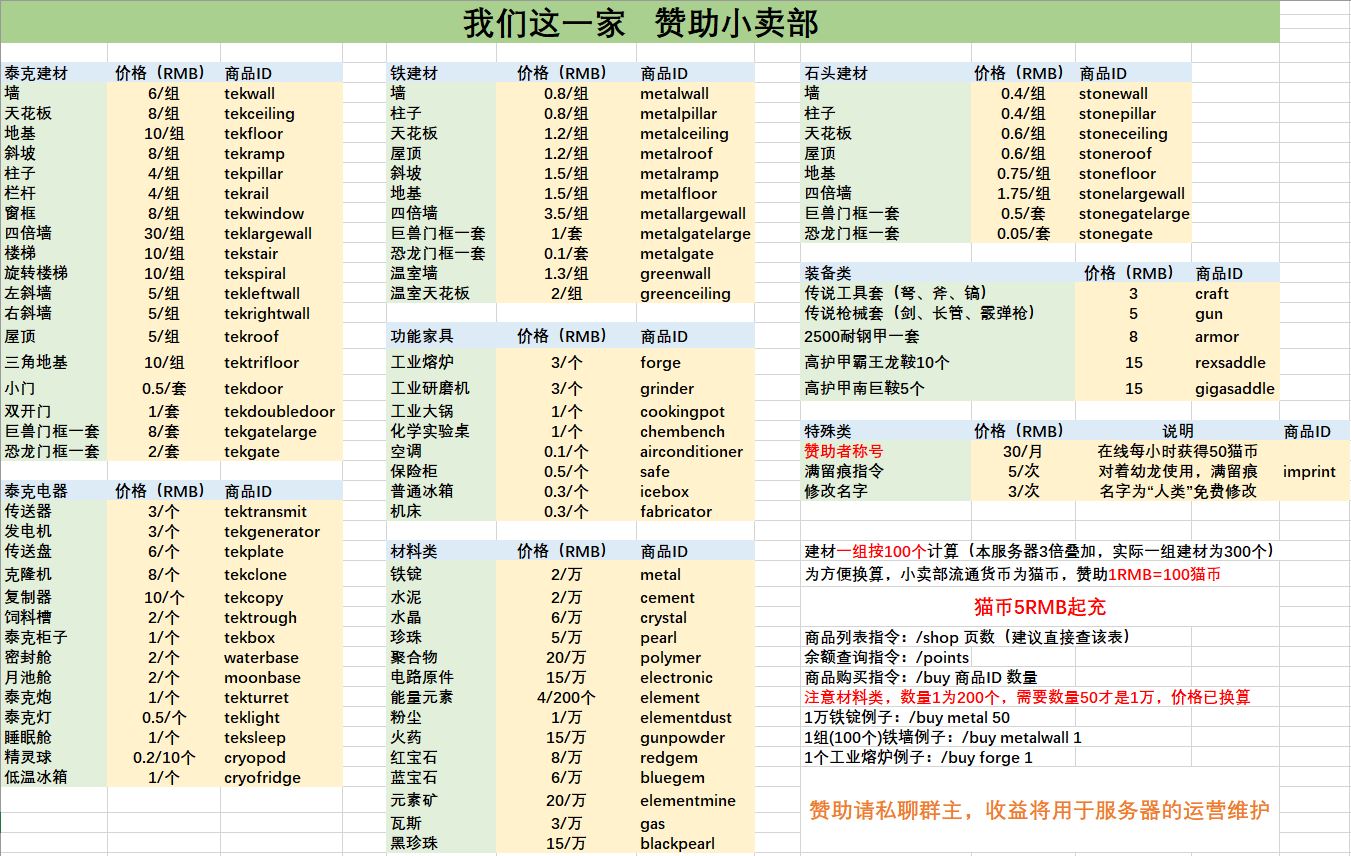 我们这一家 赞助小卖部
泰克建材 价格（RMB） 商品ID
墙 6/组 tekwall
天花板 8/组 tekceiling
地基 10/组 tekfloor
斜坡 8/组 tekramp
柱子 4/组 tekpillar
栏杆 4/组 tekrail
窗框 8/组 tekwindow
四倍墙 30/组 teklargewall
楼梯 10/组 tekstair
旋转楼梯 10/组 tekspiral
左斜墙 5/组 tekleftwall
右斜墙 5/组 tekrightwall
屋顶 5/组 tekroof
三角地基 10/组 tektrifloor
小门 0.5/套 tekdoor
双开门 1/套 tekdoubledoor
巨兽门框一套 8/套 tekgatelarge
恐龙门框一套 2/套 tekgate
泰克电器 价格（RMB） 商品ID
传送器 3/个 tektransmit
发电机 3/个 tekgenerator
传送盘 6/个 tekplate
克隆机 8/个 tekclone
复制器 10/个 tekcopy
饲料槽 2/个 tektrough
泰克柜子 1/个 tekbox
密封舱 2/个 waterbase
月池舱 2/个 moonbase
泰克炮 1/个 tekturret
泰克灯 0.5/个 teklight
睡眠舱 1/个 teksleep
精灵球 0.2/10个 cryopod
低温冰箱 1/个 cryofridge
铁建材 价格（RMB） 商品ID
墙 0.8/组 metalwall
柱子 0.8/组 metalpillar
天花板 1.2/组 metalceiling
屋顶 1.2/组 metalroof
斜坡 1.5/组 metalramp
地基 1.5/组 metalfloor
四倍墙 3.5/组 metallargewall
巨兽门框一套 1/套 metalgatelarge
恐龙门框一套 0.1/套 metalgate
温室墙 1.3/组 greenwall
温室天花板 2/组 greenceiling
功能家具 价格（RMB） 商品ID
工业熔炉 3/个 forge
工业研磨机 3/个 grinder
工业大锅 1/个 cookingpot
化学实验桌 1/个 chembench
空调 0.1/个 airconditioner
保险柜 0.5/个 safe
普通冰箱 0.3/个 icebox
机床 0.3/个 fabricator
材料类 价格（RMB） 商品ID
铁锭 2/万 metal
水泥 2/万 cement
水晶 6/万 crystal
珍珠 5/万 pearl
聚合物 20/万 polymer
电路原件 15/万 electronic
能量元素 4/200个 element
粉尘 1/万 elementdust
火药 15/万 gunpowder
红宝石 8/万 redgem
蓝宝石 6/万 bluegem
元素矿 20/万 elementmine
瓦斯 3/万 gas
黑珍珠 15/万 blackpearl
石头建材 价格（RMB） 商品ID
墙 0.4/组 stonewall
柱子 0.4/组 stonepillar
天花板 0.6/组 stoneceiling
屋顶 0.6/组 stoneroof
地基 0.75/组 stonefloor
四倍墙 1.75/组 stonelargewall
巨兽门框一套 0.5/套 stonegatelarge
恐龙门框一套 0.05/套 stonegate
装备类 价格（RMB） 商品ID
传说工具套（弩、斧、镐） 3 craft
传说枪械套（剑、长管、霰弹枪） 5 gun
2500耐钢甲一套 8 armor
高护甲霸王龙鞍10个 15 rexsaddle
高护甲南巨鞍5个 15 gigasaddle
特殊类 价格（RMB） 说明 商品ID
赞助者称号 30/月 在线每小时获得50猫币
满留痕指令 5/次 对着幼龙使用，满留痕 imprint
修改名字 3/次 名字为“人类”免费修改
建材一组按100个计算（本服务器3倍叠加，实际一组建材为300个）
为方便换算，小卖部流通货币为猫币，赞助1RMB=100猫币
猫币5RMB起充
商品列表指令：/shop 页数（建议直接查该表）
余额查询指令：/points
商品购买指令：/buy 商品ID 数量
注意材料类，数量1为200个，需要数量50才是1万，价格已换算
1万铁锭例子：/buy metal 50
1组(100个)铁墙例子：/buy metalwall 1
1个工业熔炉例子：/buy forge 1
赞助请私聊群主，收益将用于服务器的运营维护